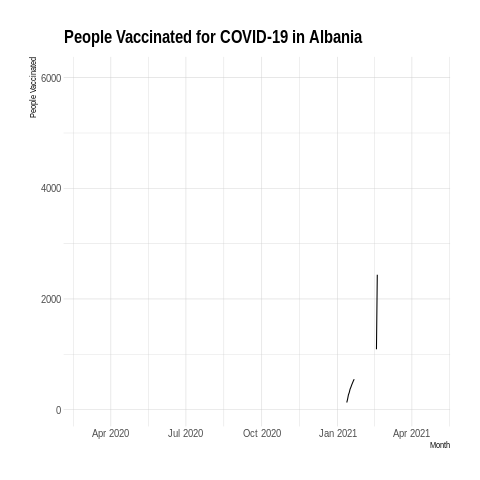 People Vaccinated for COVID-19 in Albania
People Vaccinated
6000
4000
2000
0
Apr 2020 Jul 2020 Oct 2020 Jan 2021 Apr 2021
Month